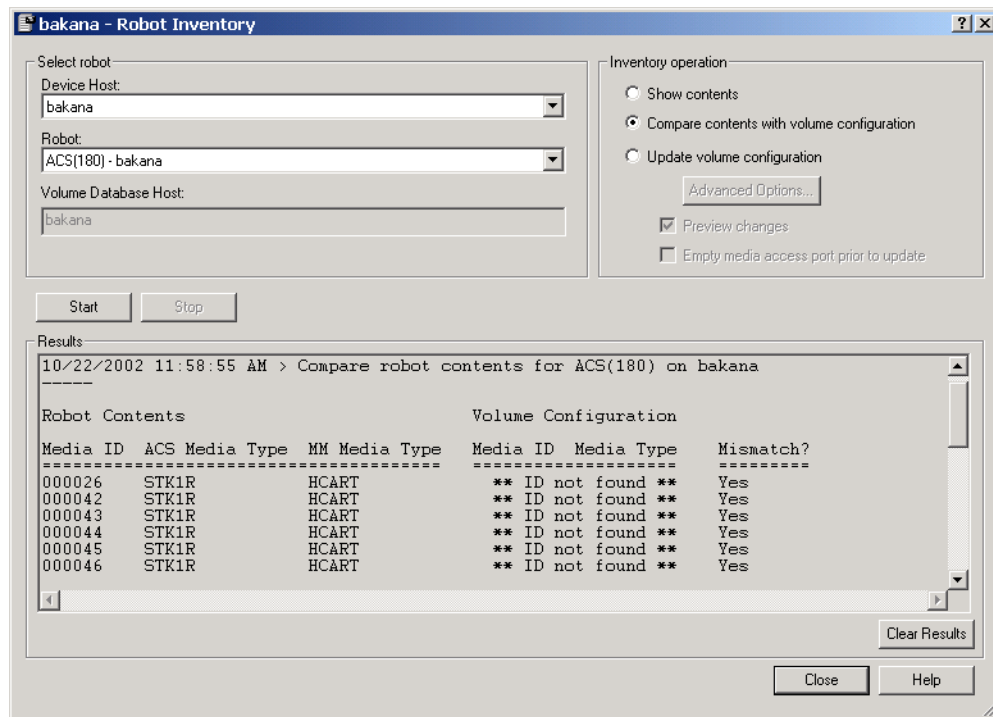 bakana - Robot Inventory
Select robot
Device Host:
bakana
Robot:
ACS(180) - bakana
Volume Database Host:
bakana
Inventory operation
Show contents
Compare contents with volume configuration
Update volume configuration
Advanced Options...
Preview changes
Empty media access port prior to update
Start Stop
Results
10/22/2002 11:58:55 AM > Compare robot contents for ACS(180) on bakana
-----
Robot Contents Volume Configuration
Media ID ACS Media Type MM Media Type Media ID Media Type Mismatch?
======================================= ==================== =========
000026 STK1R HCART ** ID not found ** Yes
000042 STK1R HCART ** ID not found ** Yes
000043 STK1R HCART ** ID not found ** Yes
000044 STK1R HCART ** ID not found ** Yes
000045 STK1R HCART ** ID not found ** Yes
000046 STK1R HCART ** ID not found ** Yes
Clear Results
Close Help